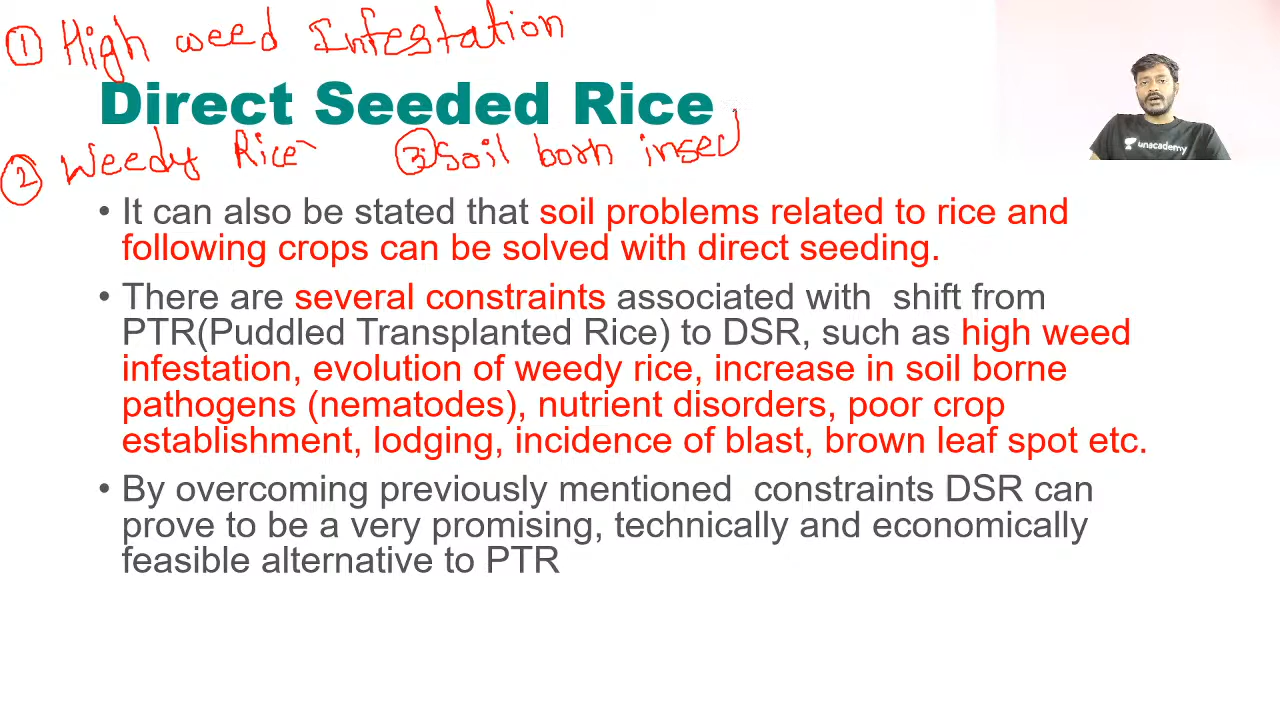 ① High weed Infestation
Direct Seeded Rice
② Weedy Rice ③ Soil born insec
unacademy
• It can also be stated that soil problems related to rice and
following crops can be solved with direct seeding.
• There are several constraints associated with shift from
PTR(Puddled Transplanted Rice) to DSR, such as high weed
infestation, evolution of weedy rice, increase in soil borne
pathogens (nematodes), nutrient disorders, poor crop
establishment, lodging, incidence of blast, brown leaf spot etc.
• By overcoming previously mentioned constraints DSR can
prove to be a very promising, technically and economically
feasible alternative to PTR